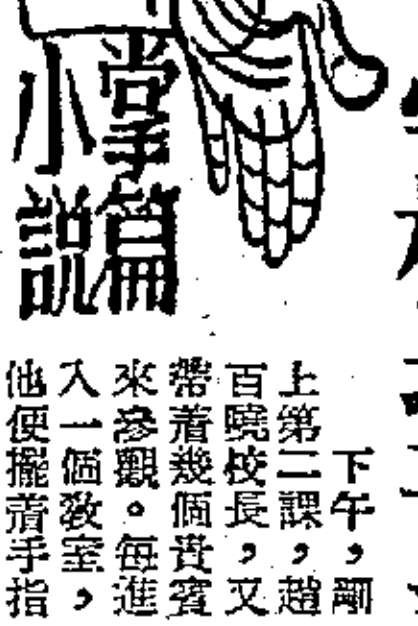 掌篇
小說
下午，剛
上第二課，趙
百曉校長，又
帶着幾個貴賓
來參觀。每進
入一個教室，
他便擺着手指